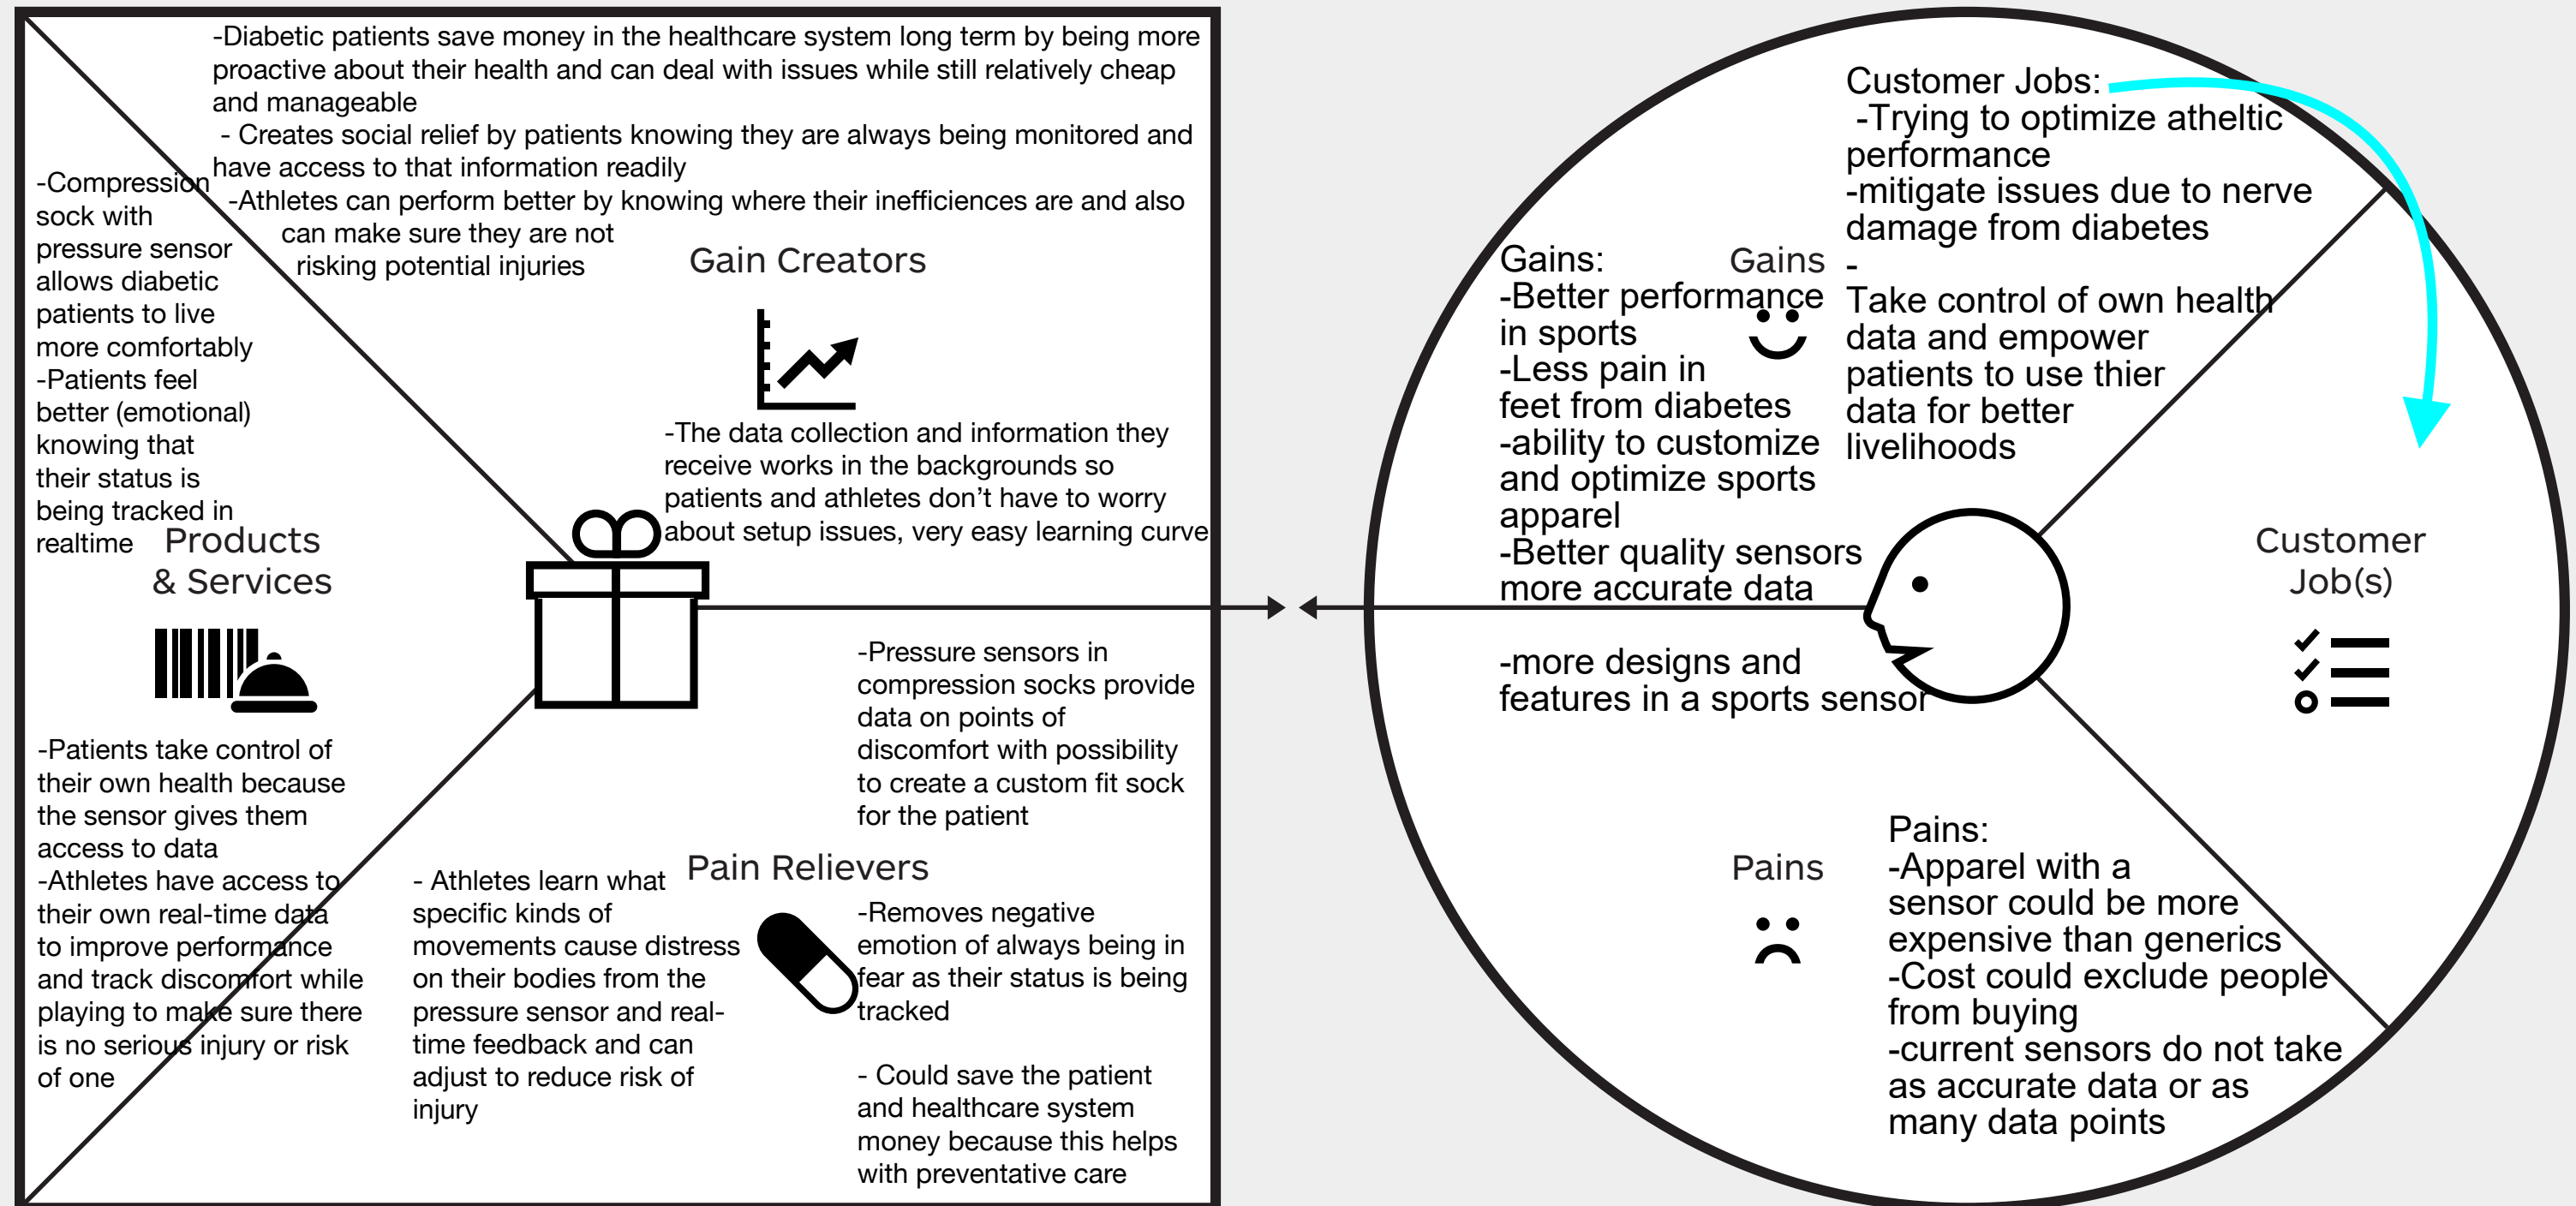 -Diabetic patients save money in the healthcare system long term by being more
proactive about their health and can deal with issues while still relatively cheap
and manageable
- Creates social relief by patients knowing they are always being monitored and
have access to that information readily
-Athletes can perform better by knowing where their inefficiences are and also
can make sure they are not
risking potential injuries
Gain Creators
-The data collection and information they
receive works in the backgrounds so
patients and athletes don’t have to worry
about setup issues, very easy learning curve
-Compression
sock with
pressure sensor
allows diabetic
patients to live
more comfortably
-Patients feel
better (emotional)
knowing that
their status is
being tracked in
realtime
Products
& Services
-Patients take control of
their own health because
the sensor gives them
access to data
-Athletes have access to
their own real-time data
to improve performance
and track discomfort while
playing to make sure there
is no serious injury or risk
of one
-Pressure sensors in
compression socks provide
data on points of
discomfort with possibility
to create a custom fit sock
for the patient
Pain Relievers
- Athletes learn what
specific kinds of
movements cause distress
on their bodies from the
pressure sensor and real-
time feedback and can
adjust to reduce risk of
injury
-Removes negative
emotion of always being in
fear as their status is being
tracked
- Could save the patient
and healthcare system
money because this helps
with preventative care
Customer Jobs:
-Trying to optimize atheltic
performance
-mitigate issues due to nerve
damage from diabetes
-
Take control of own health
data and empower
patients to use thier
data for better
livelihoods
Gains:
-Better performance
in sports
-Less pain in
feet from diabetes
-ability to customize
and optimize sports
apparel
-Better quality sensors
more accurate data
-more designs and
features in a sports sensor
Gains
Customer
Job(s)
Pains
Pains:
-Apparel with a
sensor could be more
expensive than generics
-Cost could exclude people
from buying
-current sensors do not take
as accurate data or as
many data points